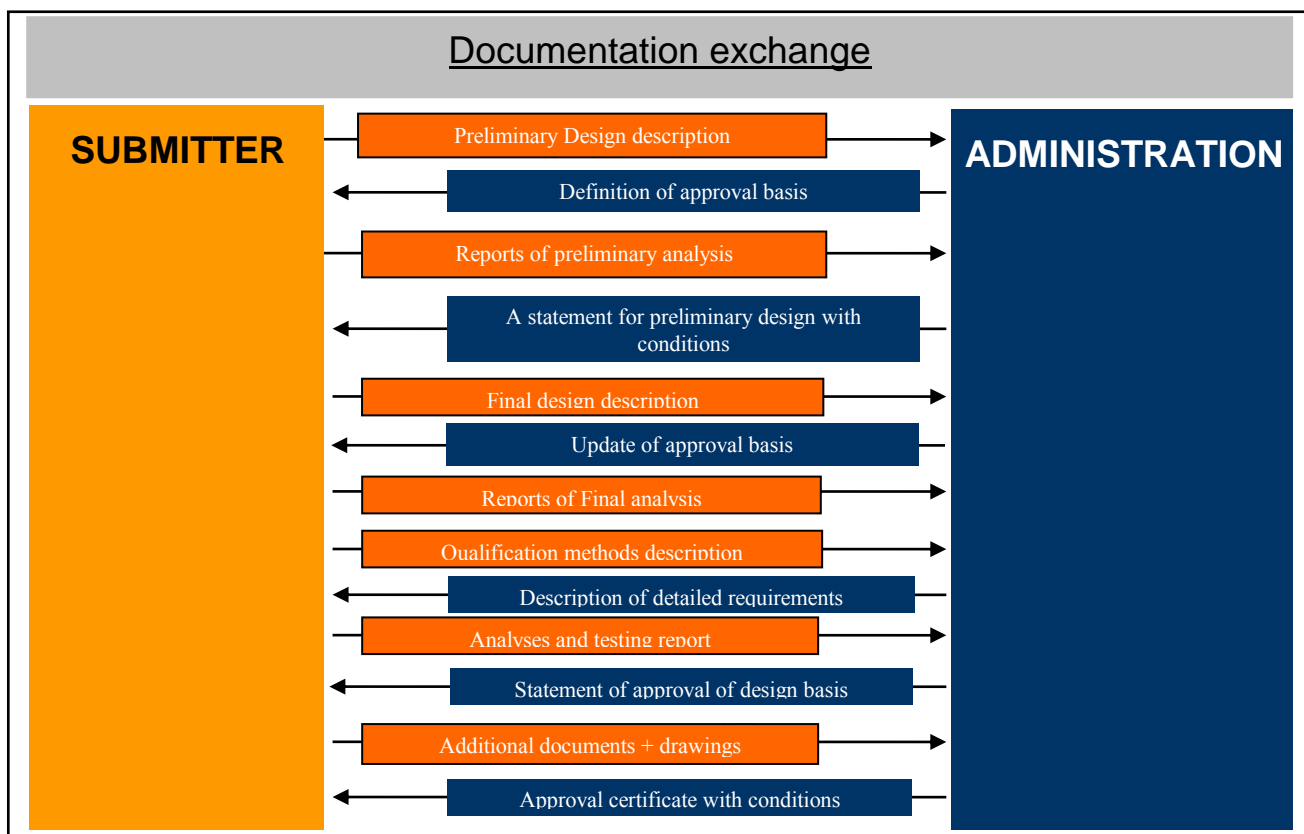 Documentation exchange
SUBMITTER
ADMINISTRATION
Preliminary Design description
Definition of approval basis
Reports of preliminary analysis
A statement for preliminary design with
conditions
Final design description
Update of approval basis
Reports of Final analysis
Qualification methods description
Description of detailed requirements
Analyses and testing report
Statement of approval of design basis
Additional documents + drawings
Approval certificate with conditions